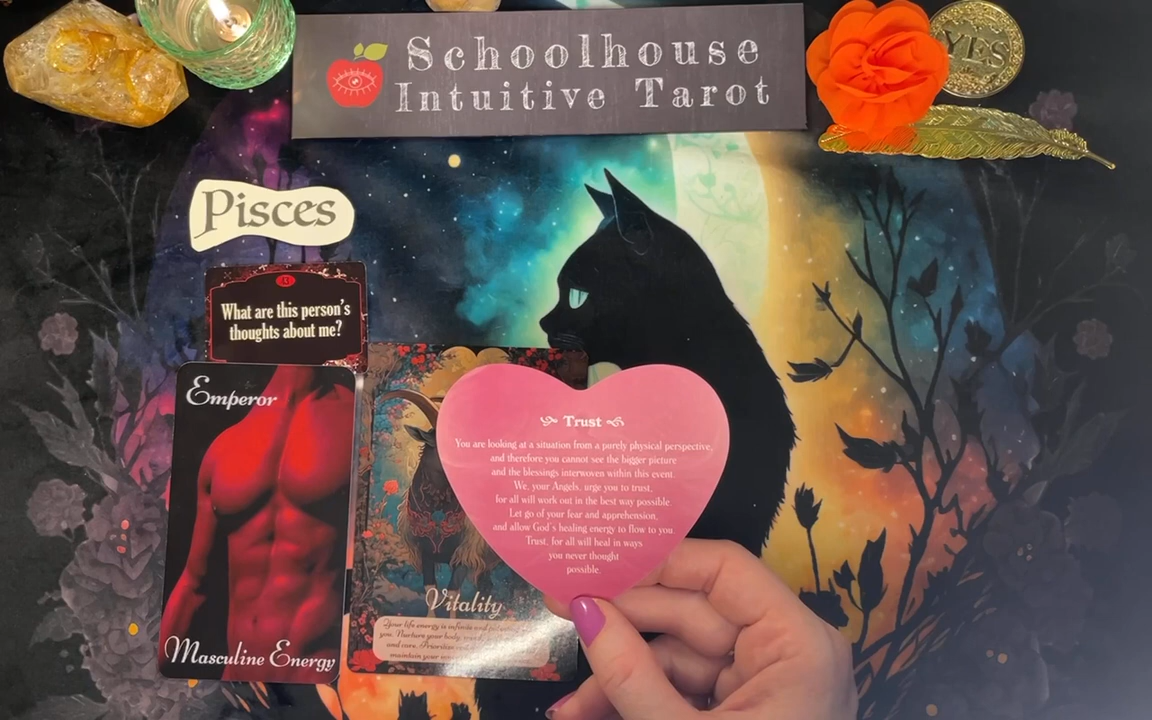 Schoolhouse
Intuitive Tarot
YES
Pisces
13
What are this person's
thoughts about me?
Emperor
Masculine Energy
Trust
You are looking at a situation from a purely physical perspective,
and therefore you cannot see the bigger picture
and the blessings interwoven within this event.
We, your Angels, urge you to trust,
for all will work out in the best way possible.
Let go of your fear and apprehension,
and allow God's healing energy to flow to you.
Trust, for all will heal in ways
you never thought
possible.
Vitality
Your life energy is infinite and
you. Nurture your body,
and care. Prioritize
maintain your